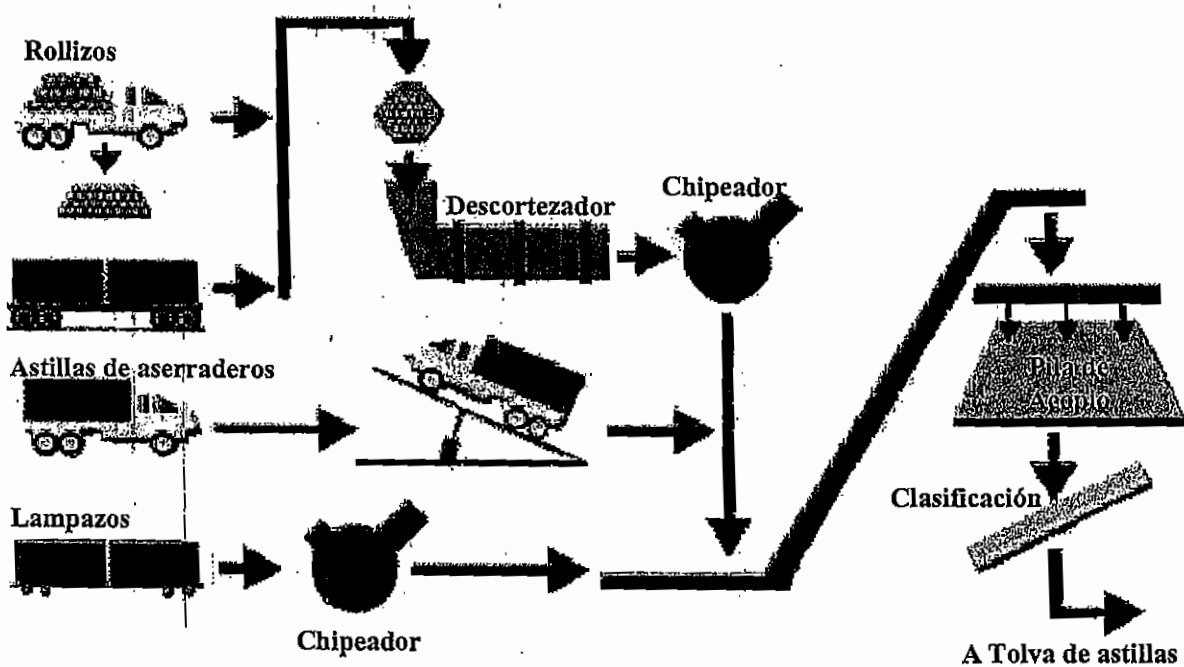 Rollizos
Descortezador
Chipeador
Astillas de aserraderos
Pila de
Acopio
Clasificación
Lampazos
Chipeador
A Tolva de astillas